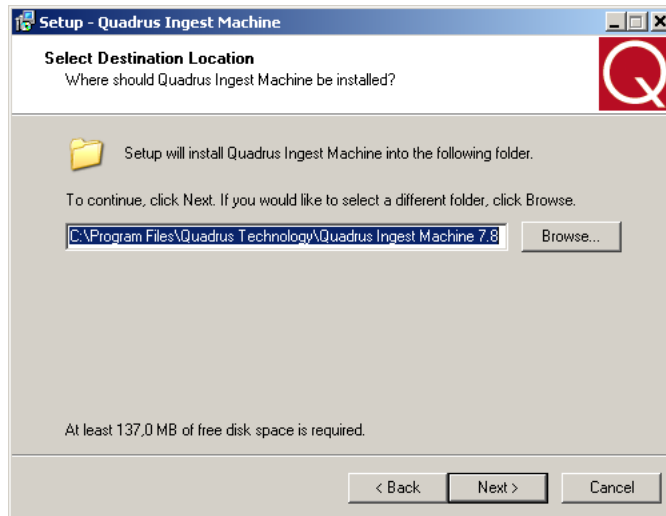 Setup - Quadrus Ingest Machine
Select Destination Location
Where should Quadrus Ingest Machine be installed?
Q
Setup will install Quadrus Ingest Machine into the following folder.
To continue, click Next. If you would like to select a different folder, click Browse.
C:\Program Files\Quadrus Technology\Quadrus Ingest Machine 7.8
Browse...
At least 137,0 MB of free disk space is required.
< Back
Next >
Cancel